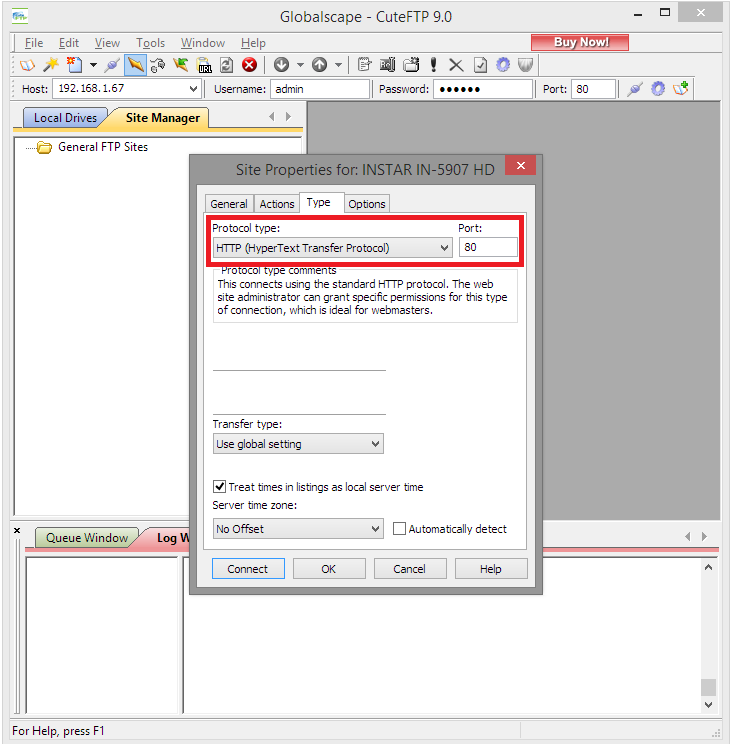 Globalscape - CuteFTP 9.0
File Edit View Tools Window Help
Buy Now!
URL
Host: 192.168.1.67 Username: admin Password: ●●●●●● Port: 80
Local Drives Site Manager
General FTP Sites
Site Properties for: INSTAR IN-5907 HD
General Actions Type Options
Protocol type: Port:
HTTP (HyperText Transfer Protocol) 80
Protocol type comments
This connects using the standard HTTP protocol. The web
site administrator can grant specific permissions for this type
of connection, which is ideal for webmasters.
Transfer type:
Use global setting
Treat times in listings as local server time
Server time zone:
No Offset Automatically detect
Queue Window Log W
Connect OK Cancel Help
For Help, press F1